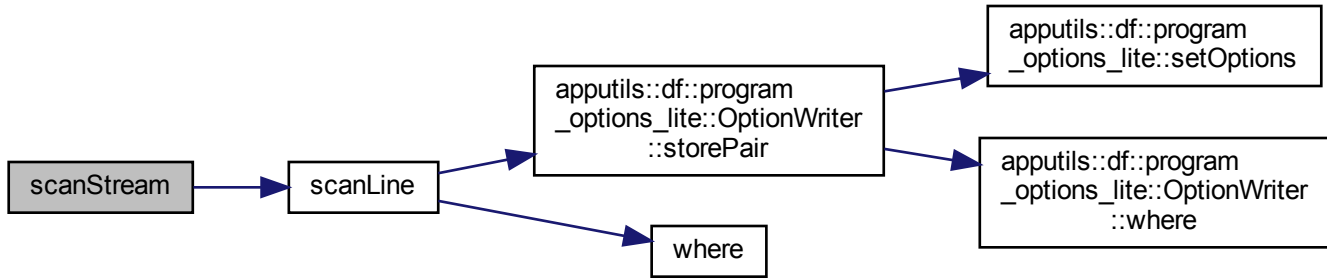 scanStream
scanLine
apputils::df::program
_options_lite::OptionWriter
::storePair
where
apputils::df::program
_options_lite::setOptions
apputils::df::program
_options_lite::OptionWriter
::where